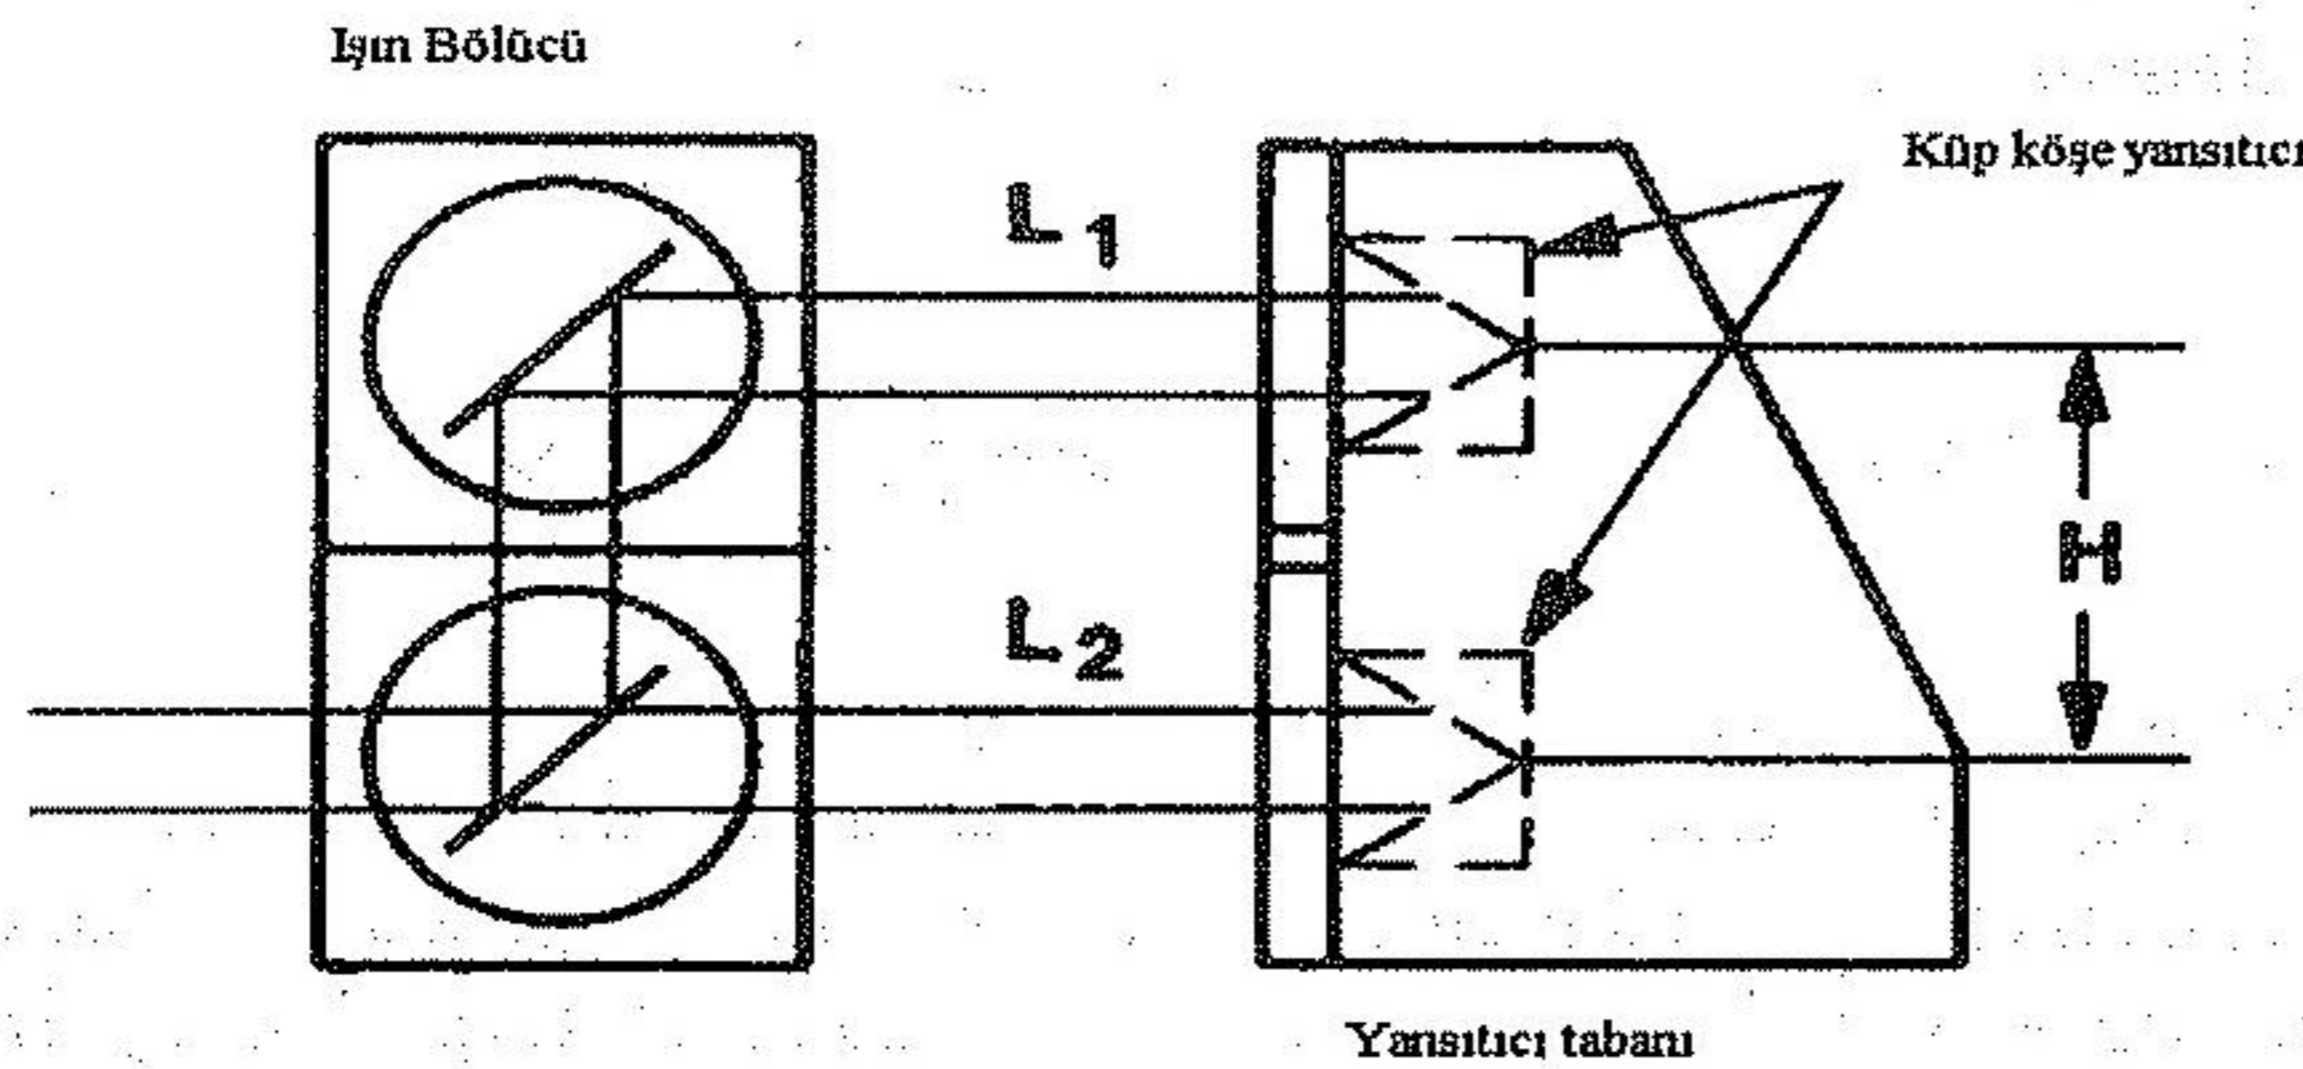 Işın Bölücü
Küp köşe yansıtıcı
L1
H
L2
Yansıtıcı tabanı